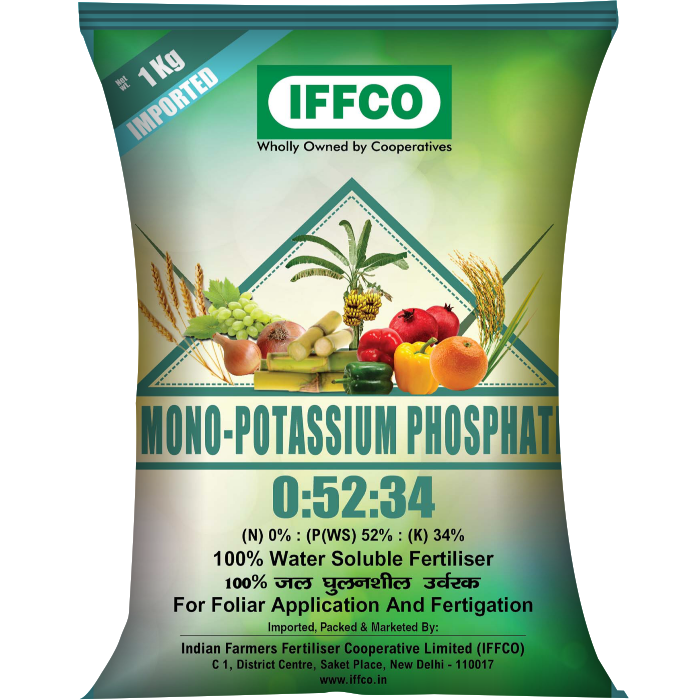 Net Wt. 1 Kg
IMPORTED
IFFCO
Wholly Owned by Cooperatives
MONO-POTASSIUM PHOSPHAT
0:52:34
(N) 0% : (P(WS) 52% : (K) 34%
100% Water Soluble Fertiliser
100% जल घुलनशील उर्वरक
For Foliar Application And Fertigation
Imported, Packed & Marketed By:
Indian Farmers Fertiliser Cooperative Limited (IFFCO)
C 1, District Centre, Saket Place, New Delhi - 110017
www.iffco.in